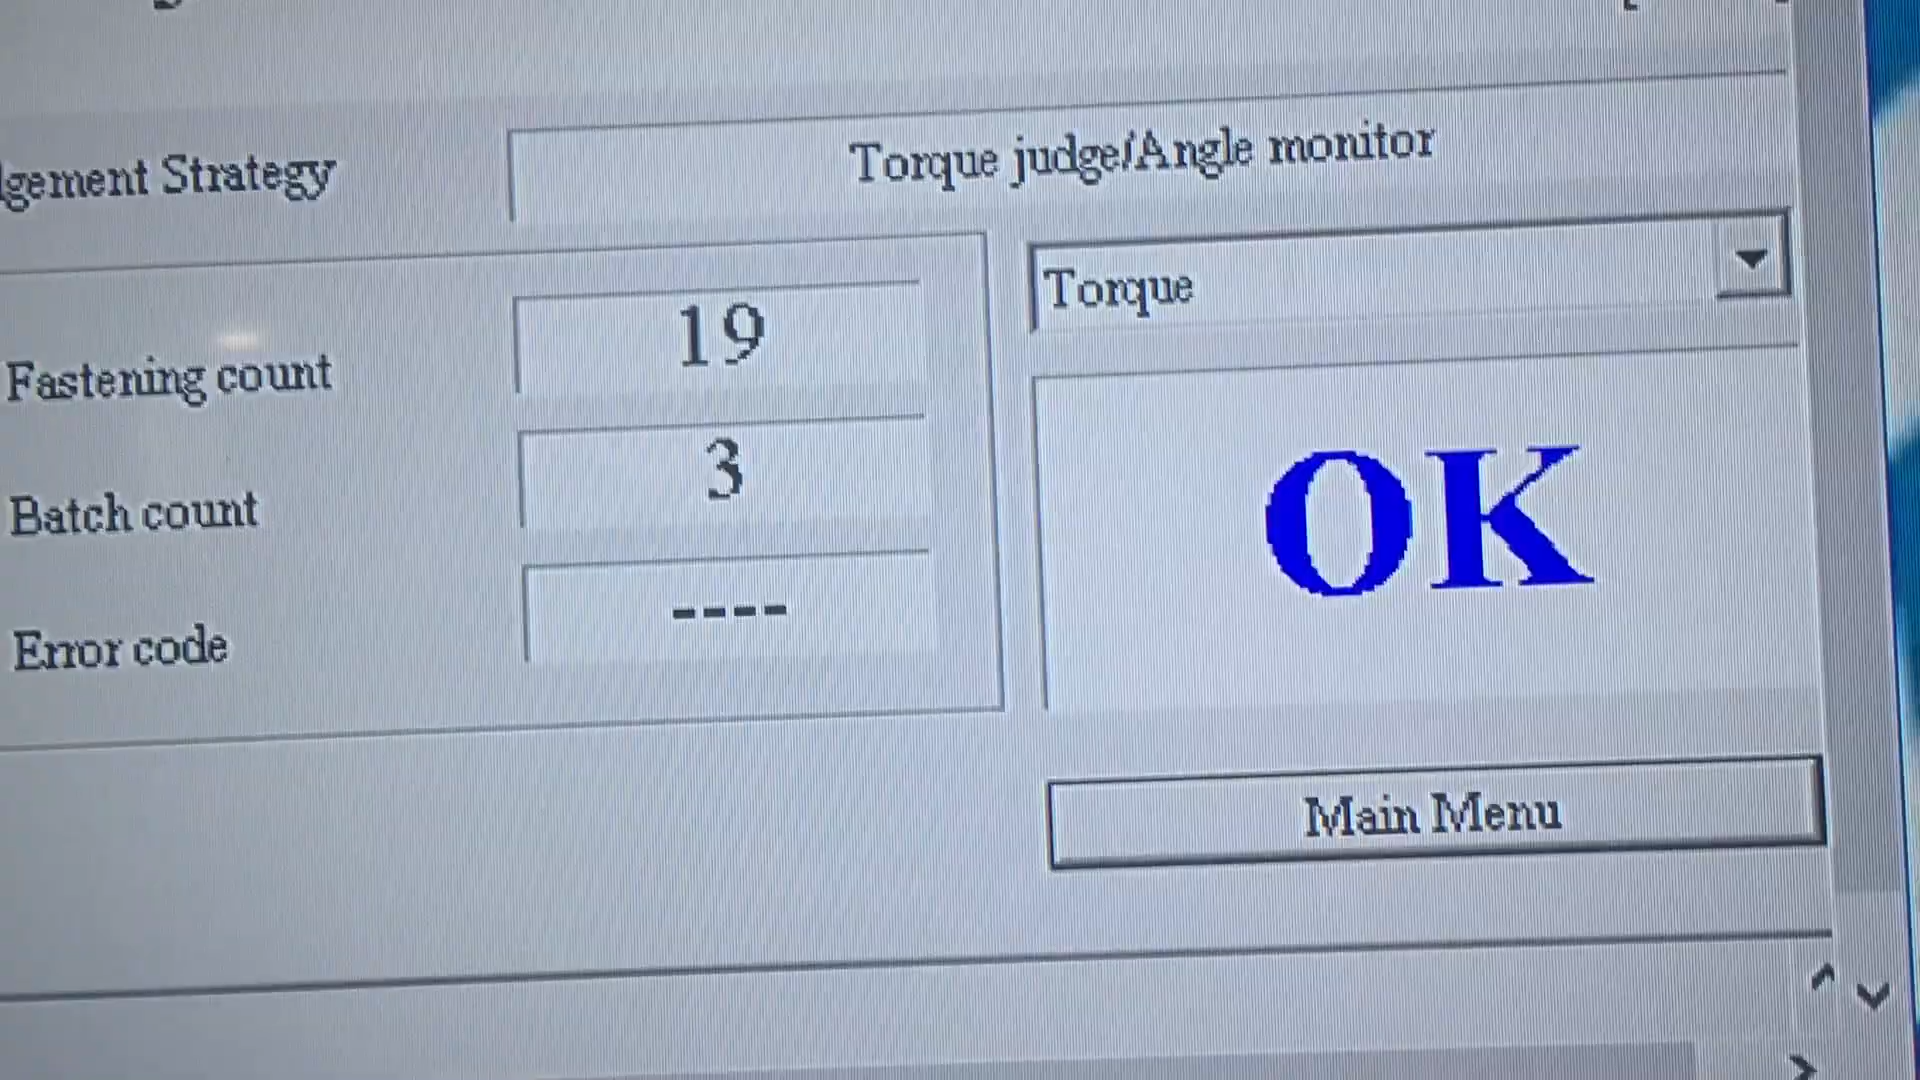 gement Strategy
Torque judge/Angle monitor
Torque
Fastening count
19
Batch count
3
Error code
----
OK
Main Menu